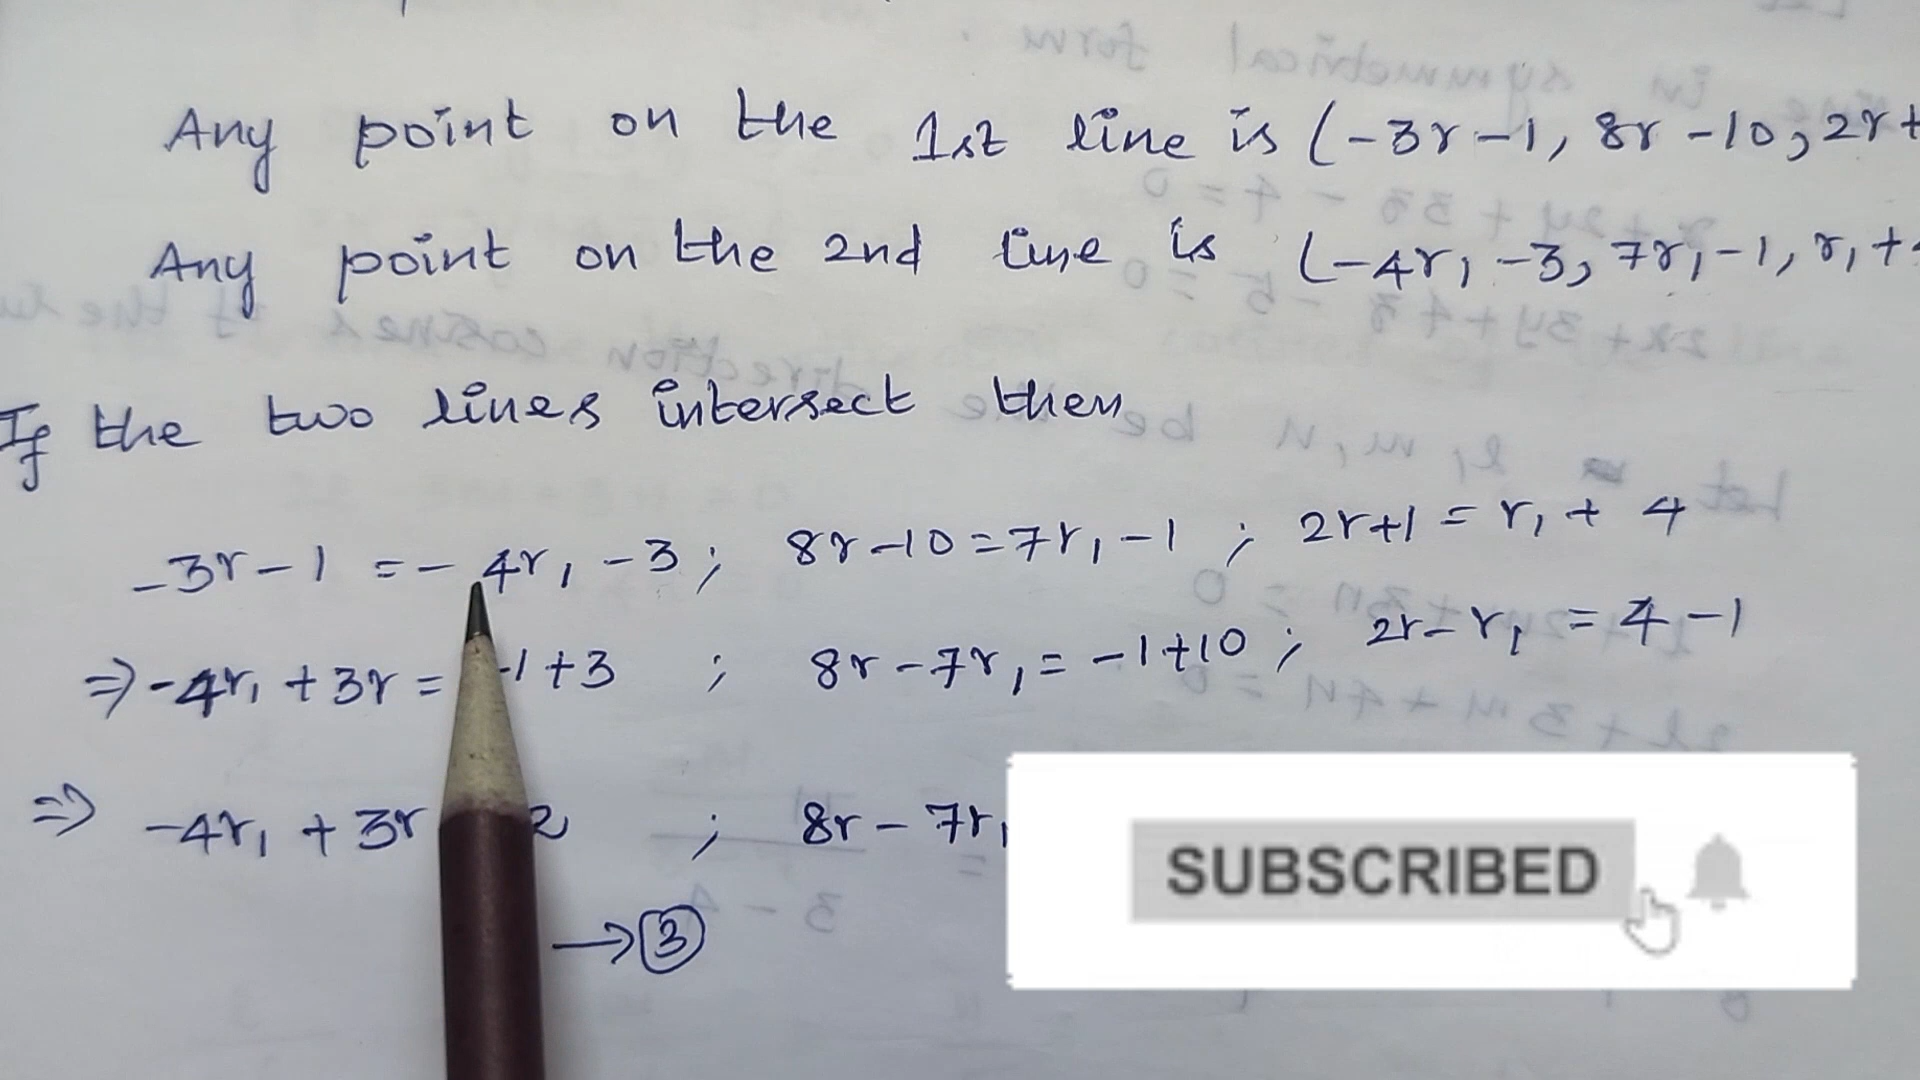 Any point on the 1st line is (-3r-1, 8r-10, 2r+
Any point on the 2nd line is (-4r₁-3, 7r₁-1, r₁+
If the two lines intersect then
-3r-1 = -4r₁-3; 8r-10=7r₁-1 ; 2r+1 = r₁+4
⇒ -4r₁+3r = -1+3 ; 8r-7r₁ = -1+10 ; 2r-r₁ = 4-1
⇒ -4r₁+3r 2 ; 8r-7r₁
→ ③
SUBSCRIBED